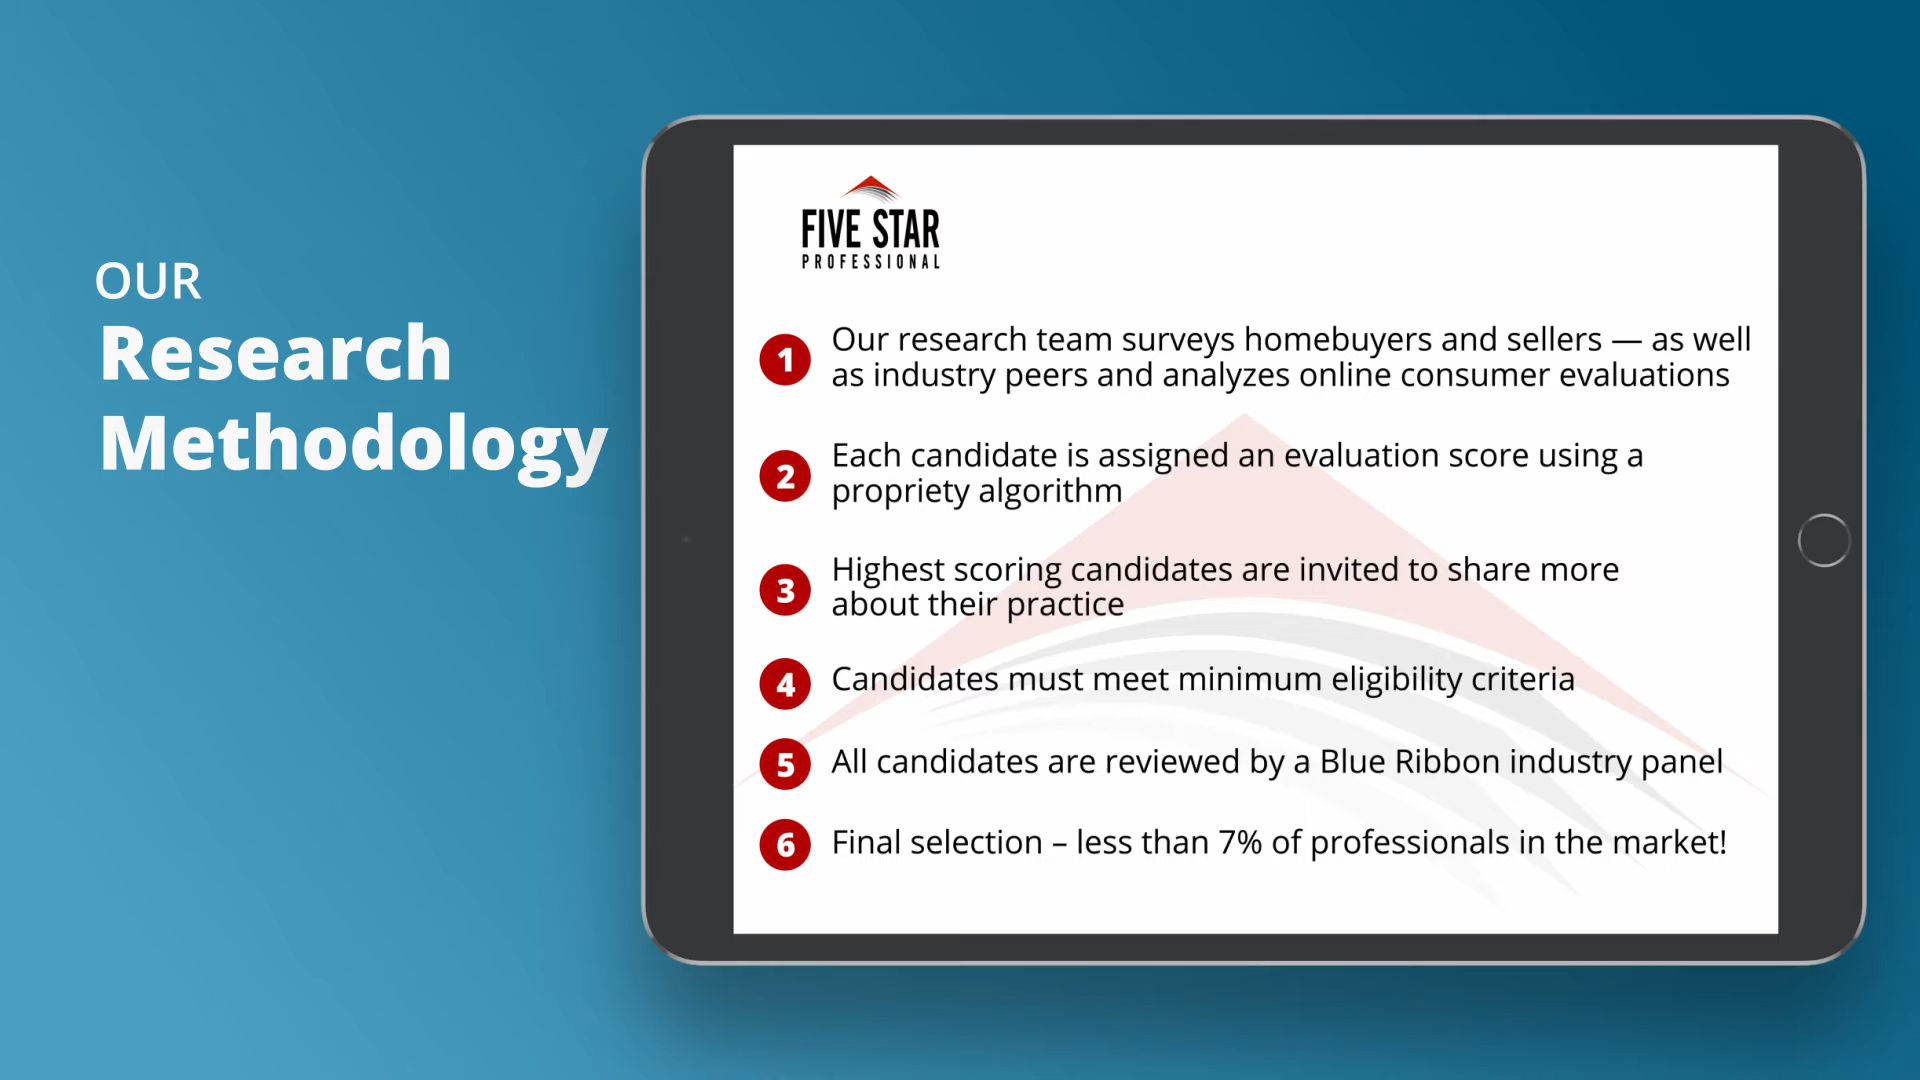 OUR
Research
Methodology
FIVE STAR
PROFESSIONAL
1 Our research team surveys homebuyers and sellers — as well
as industry peers and analyzes online consumer evaluations
2 Each candidate is assigned an evaluation score using a
propriety algorithm
3 Highest scoring candidates are invited to share more
about their practice
4 Candidates must meet minimum eligibility criteria
5 All candidates are reviewed by a Blue Ribbon industry panel
6 Final selection – less than 7% of professionals in the market!